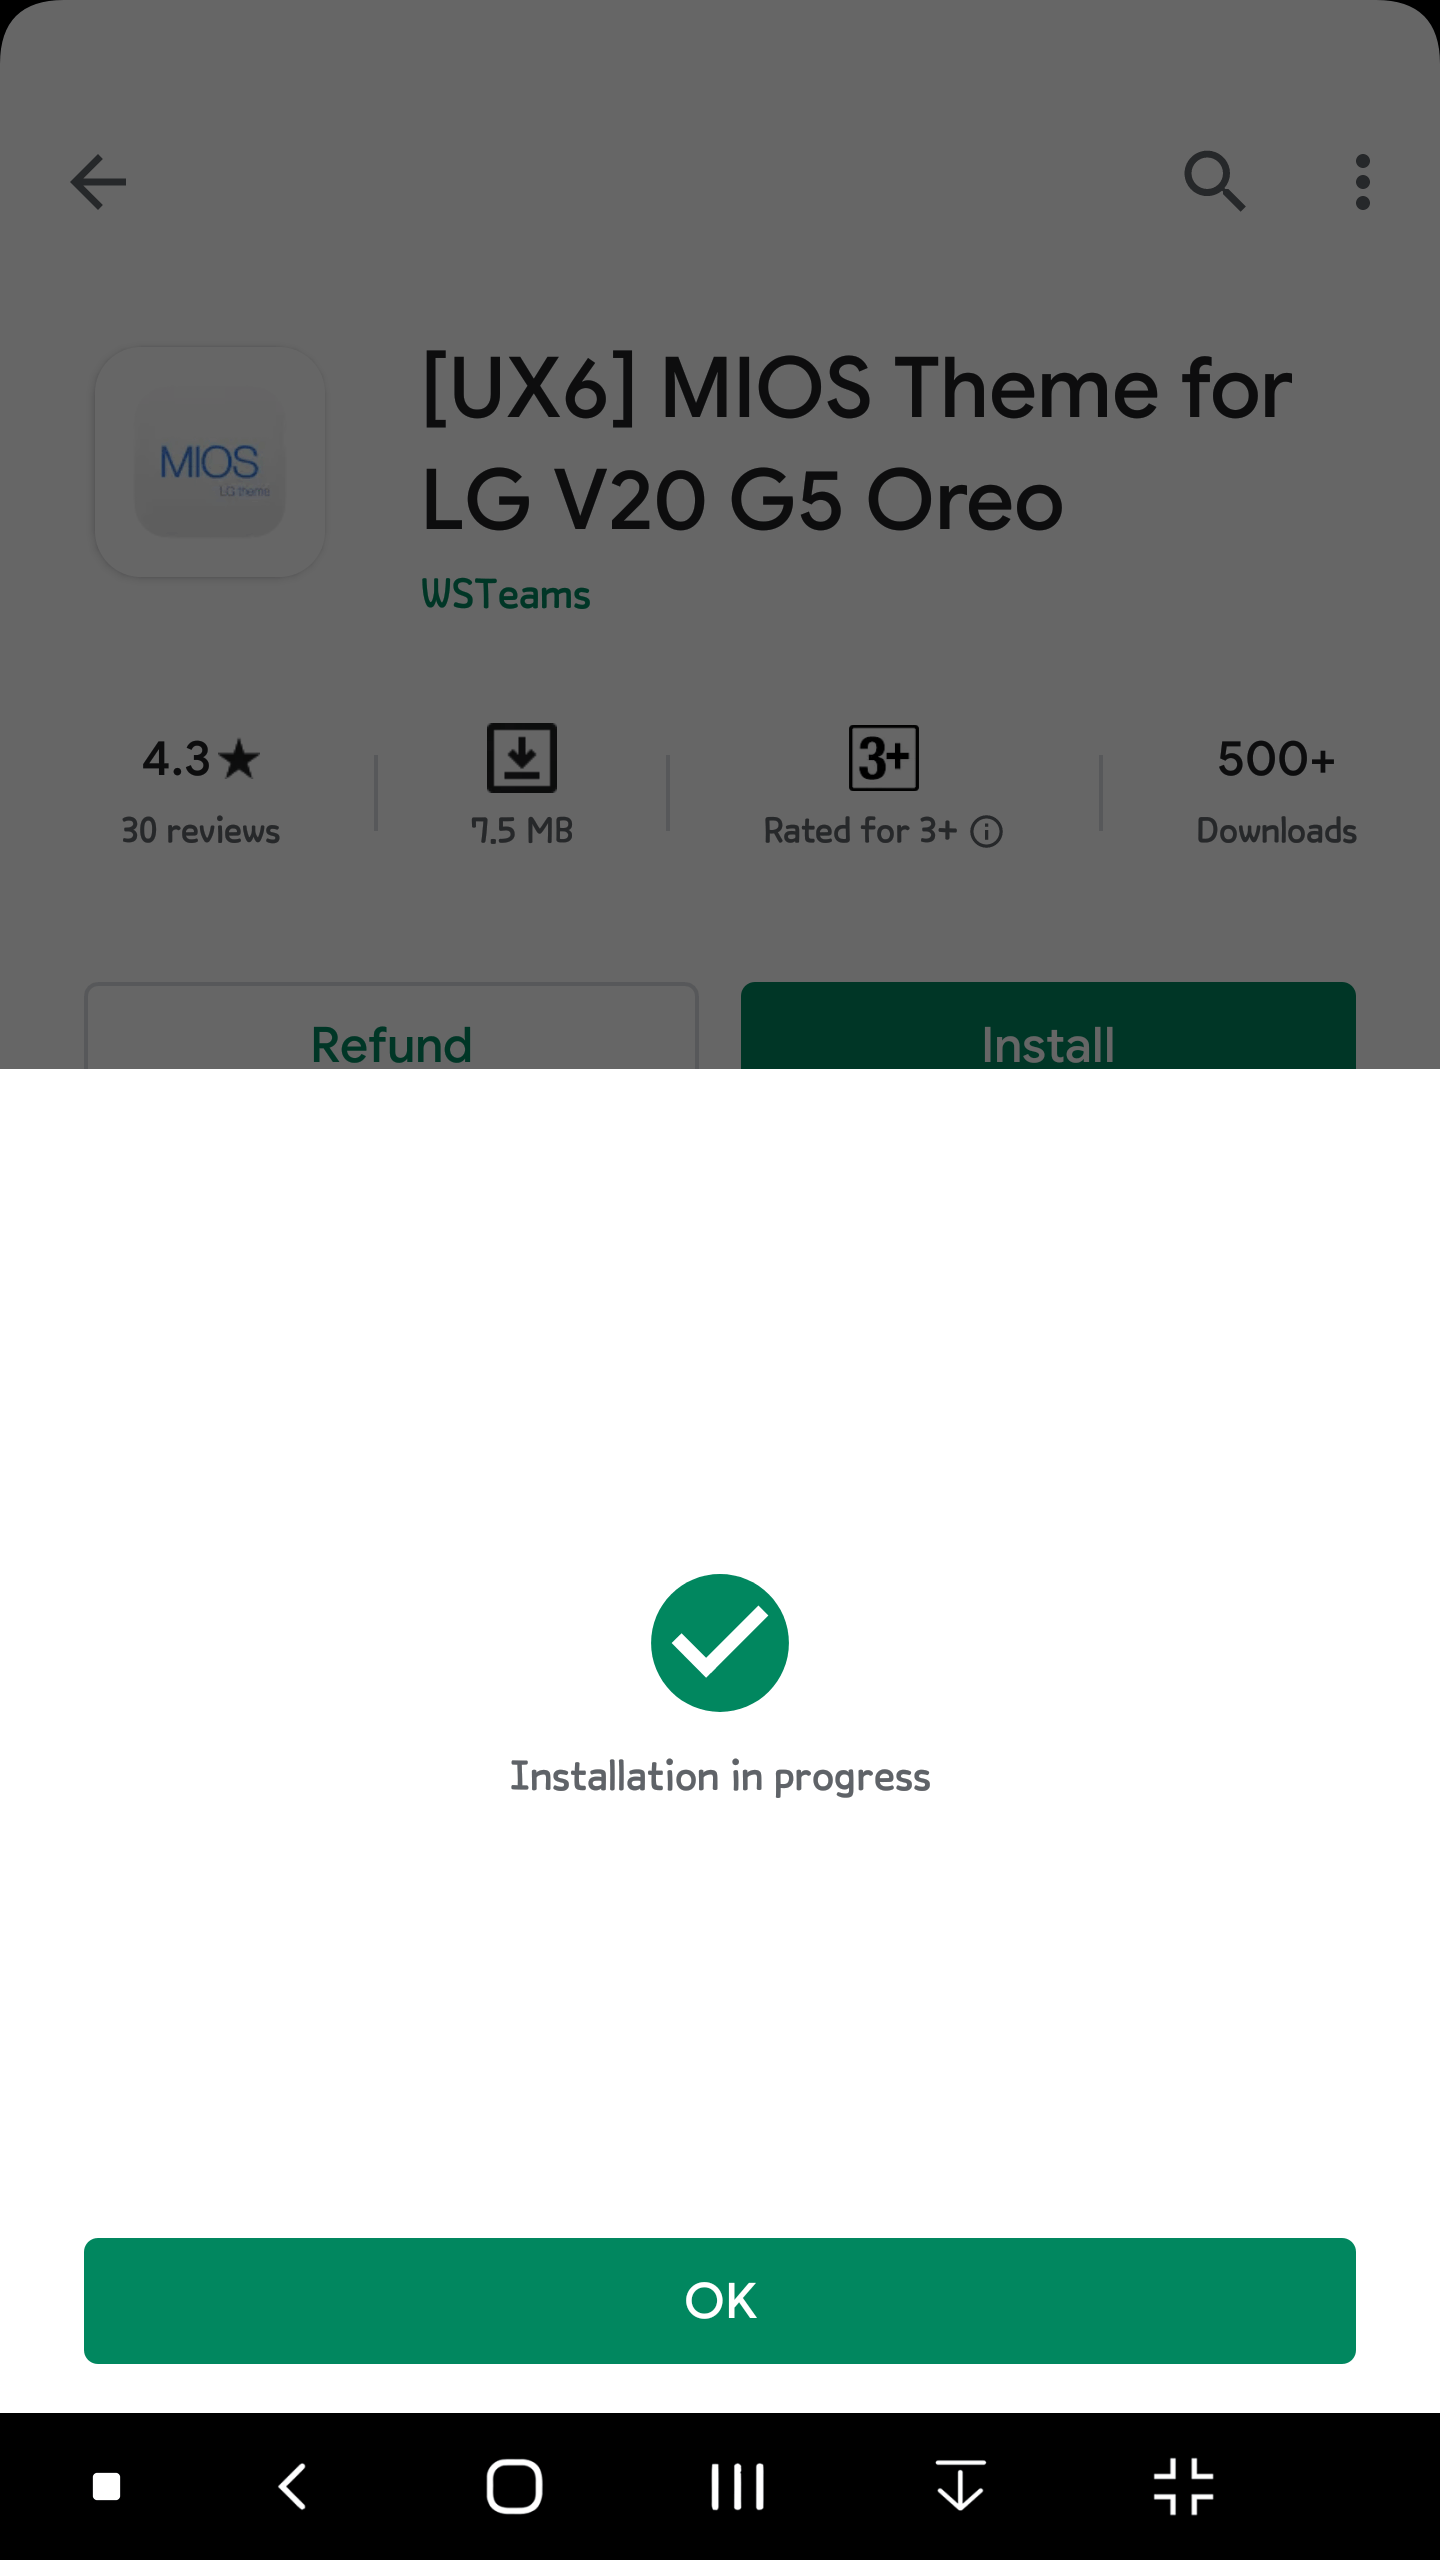 [UX6] MIOS Theme for
LG V20 G5 Oreo
WSTeams
MIOS
LG theme
4.3★
30 reviews
7.5 MB
3+
Rated for 3+
500+
Downloads
Refund
Install
Installation in progress
OK